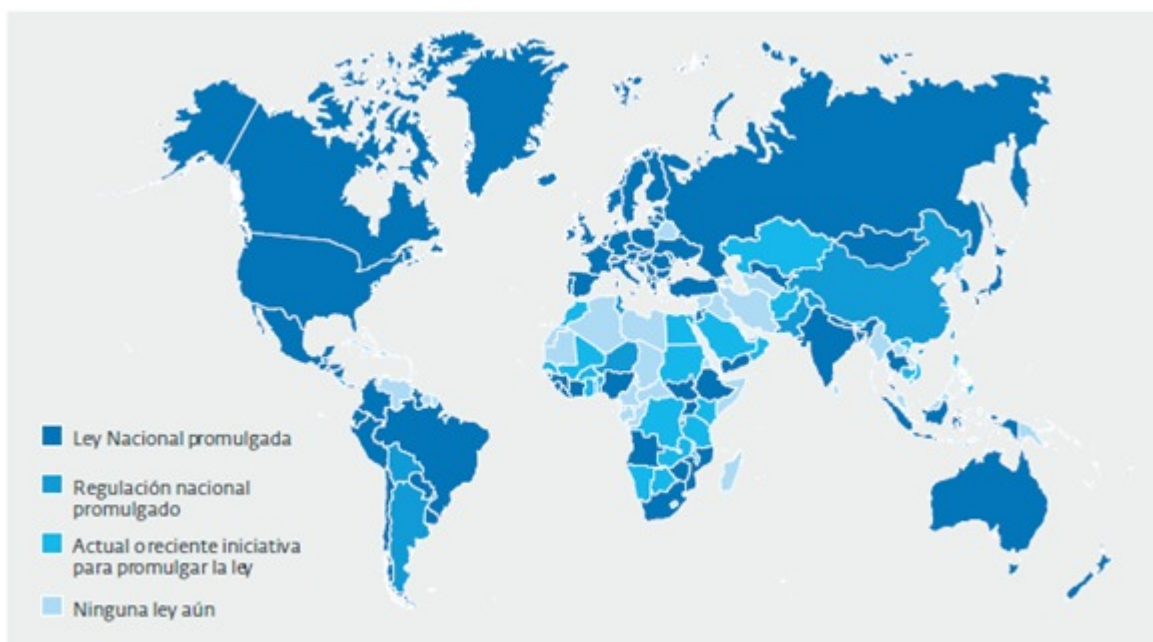 Ley Nacional promulgada
Regulación nacional
promulgado
Actual o reciente iniciativa
para promulgar la ley
Ninguna ley aún